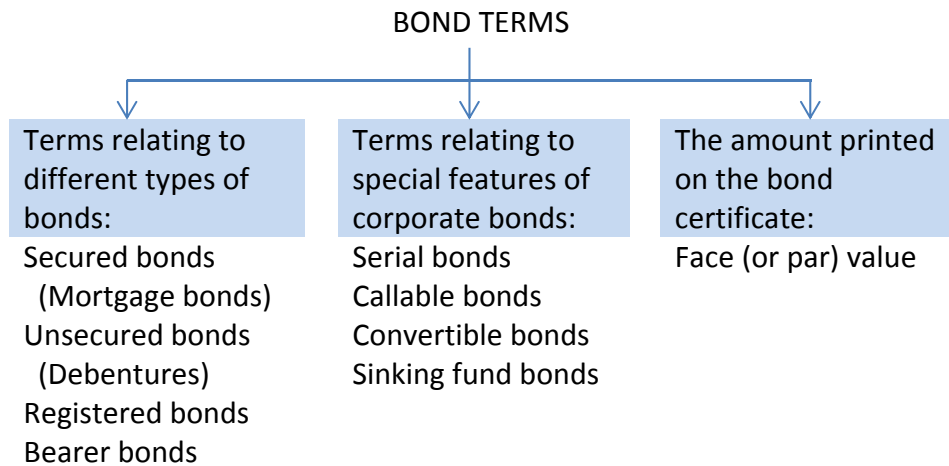 BOND TERMS
Terms relating to
different types of
bonds:
Secured bonds
(Mortgage bonds)
Unsecured bonds
(Debentures)
Registered bonds
Bearer bonds
Terms relating to
special features of
corporate bonds:
Serial bonds
Callable bonds
Convertible bonds
Sinking fund bonds
The amount printed
on the bond
certificate:
Face (or par) value